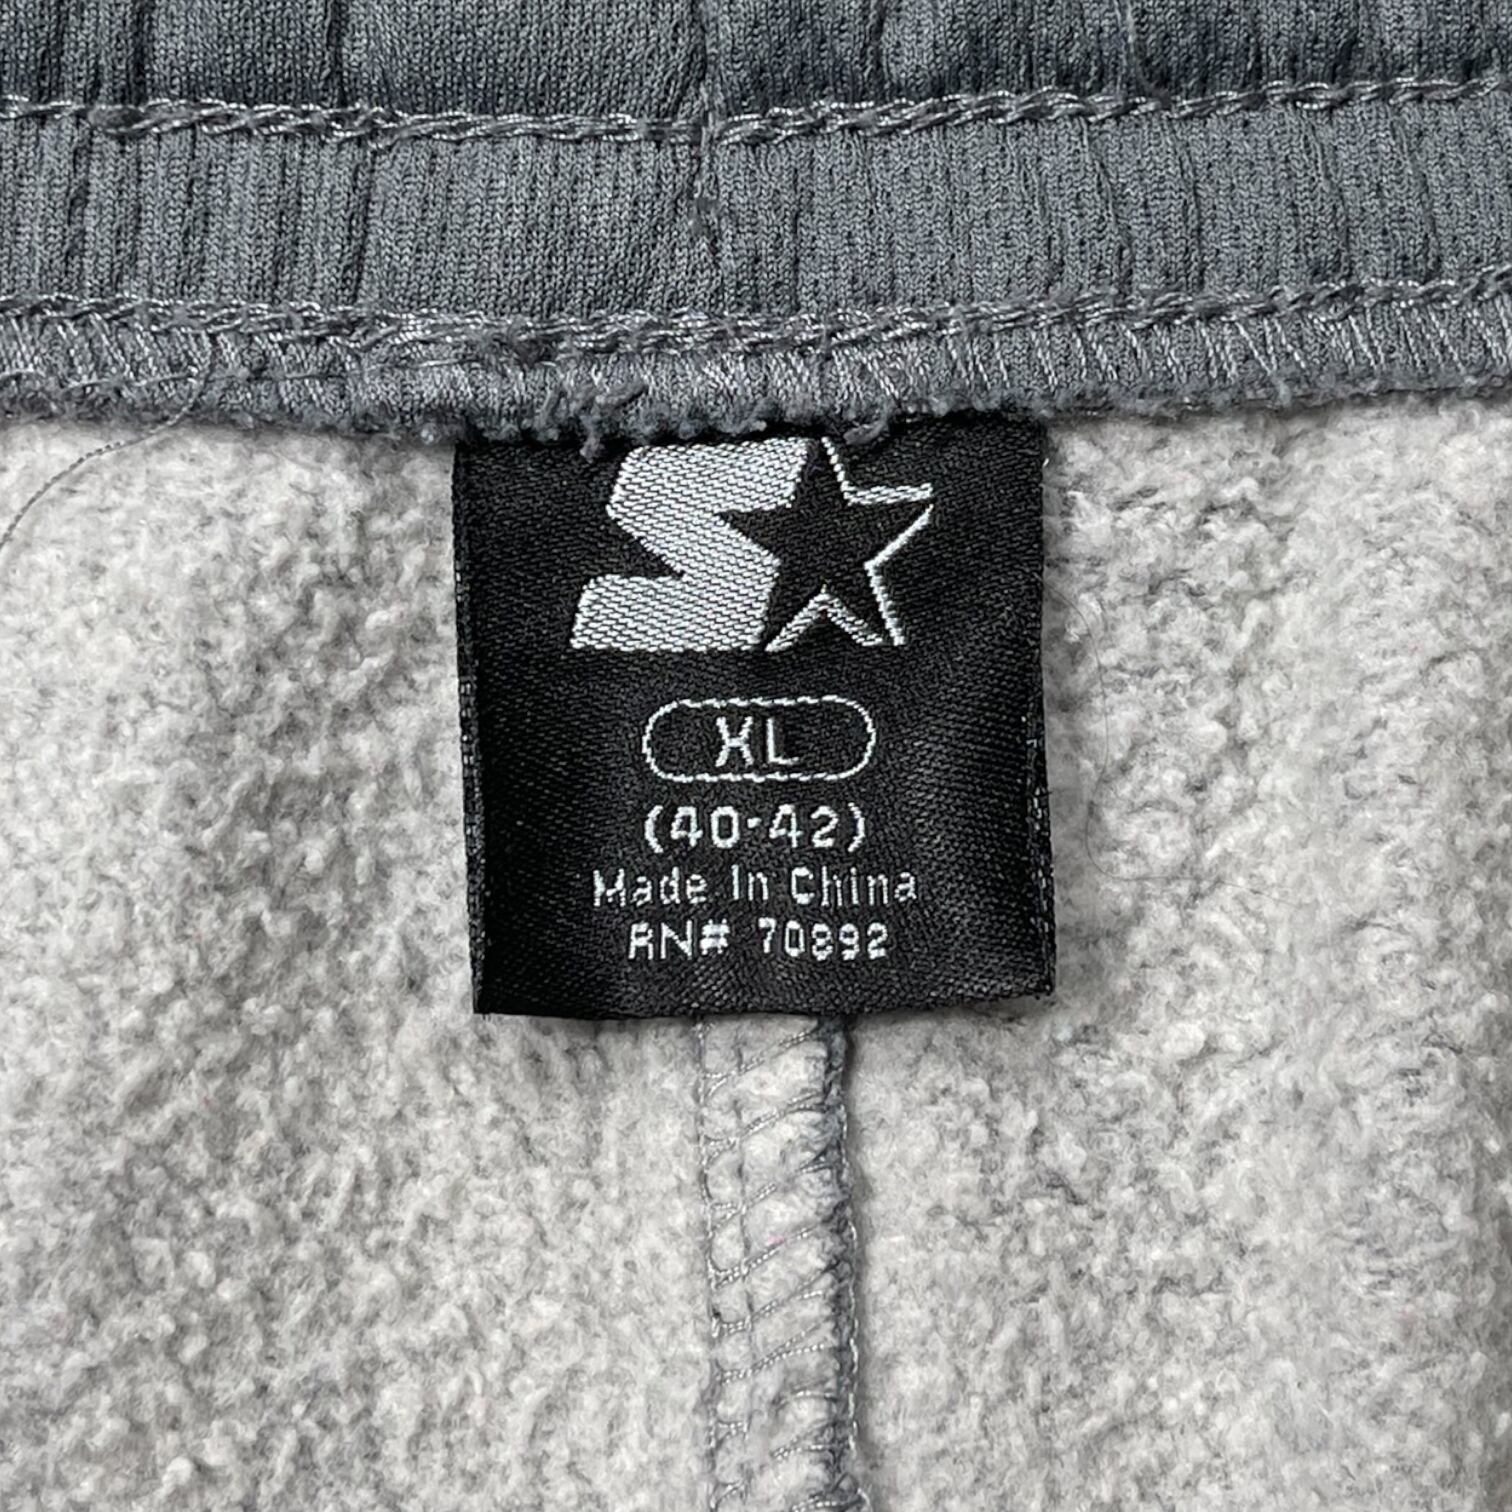 XL
(40-42)
Made In China
RN# 70892